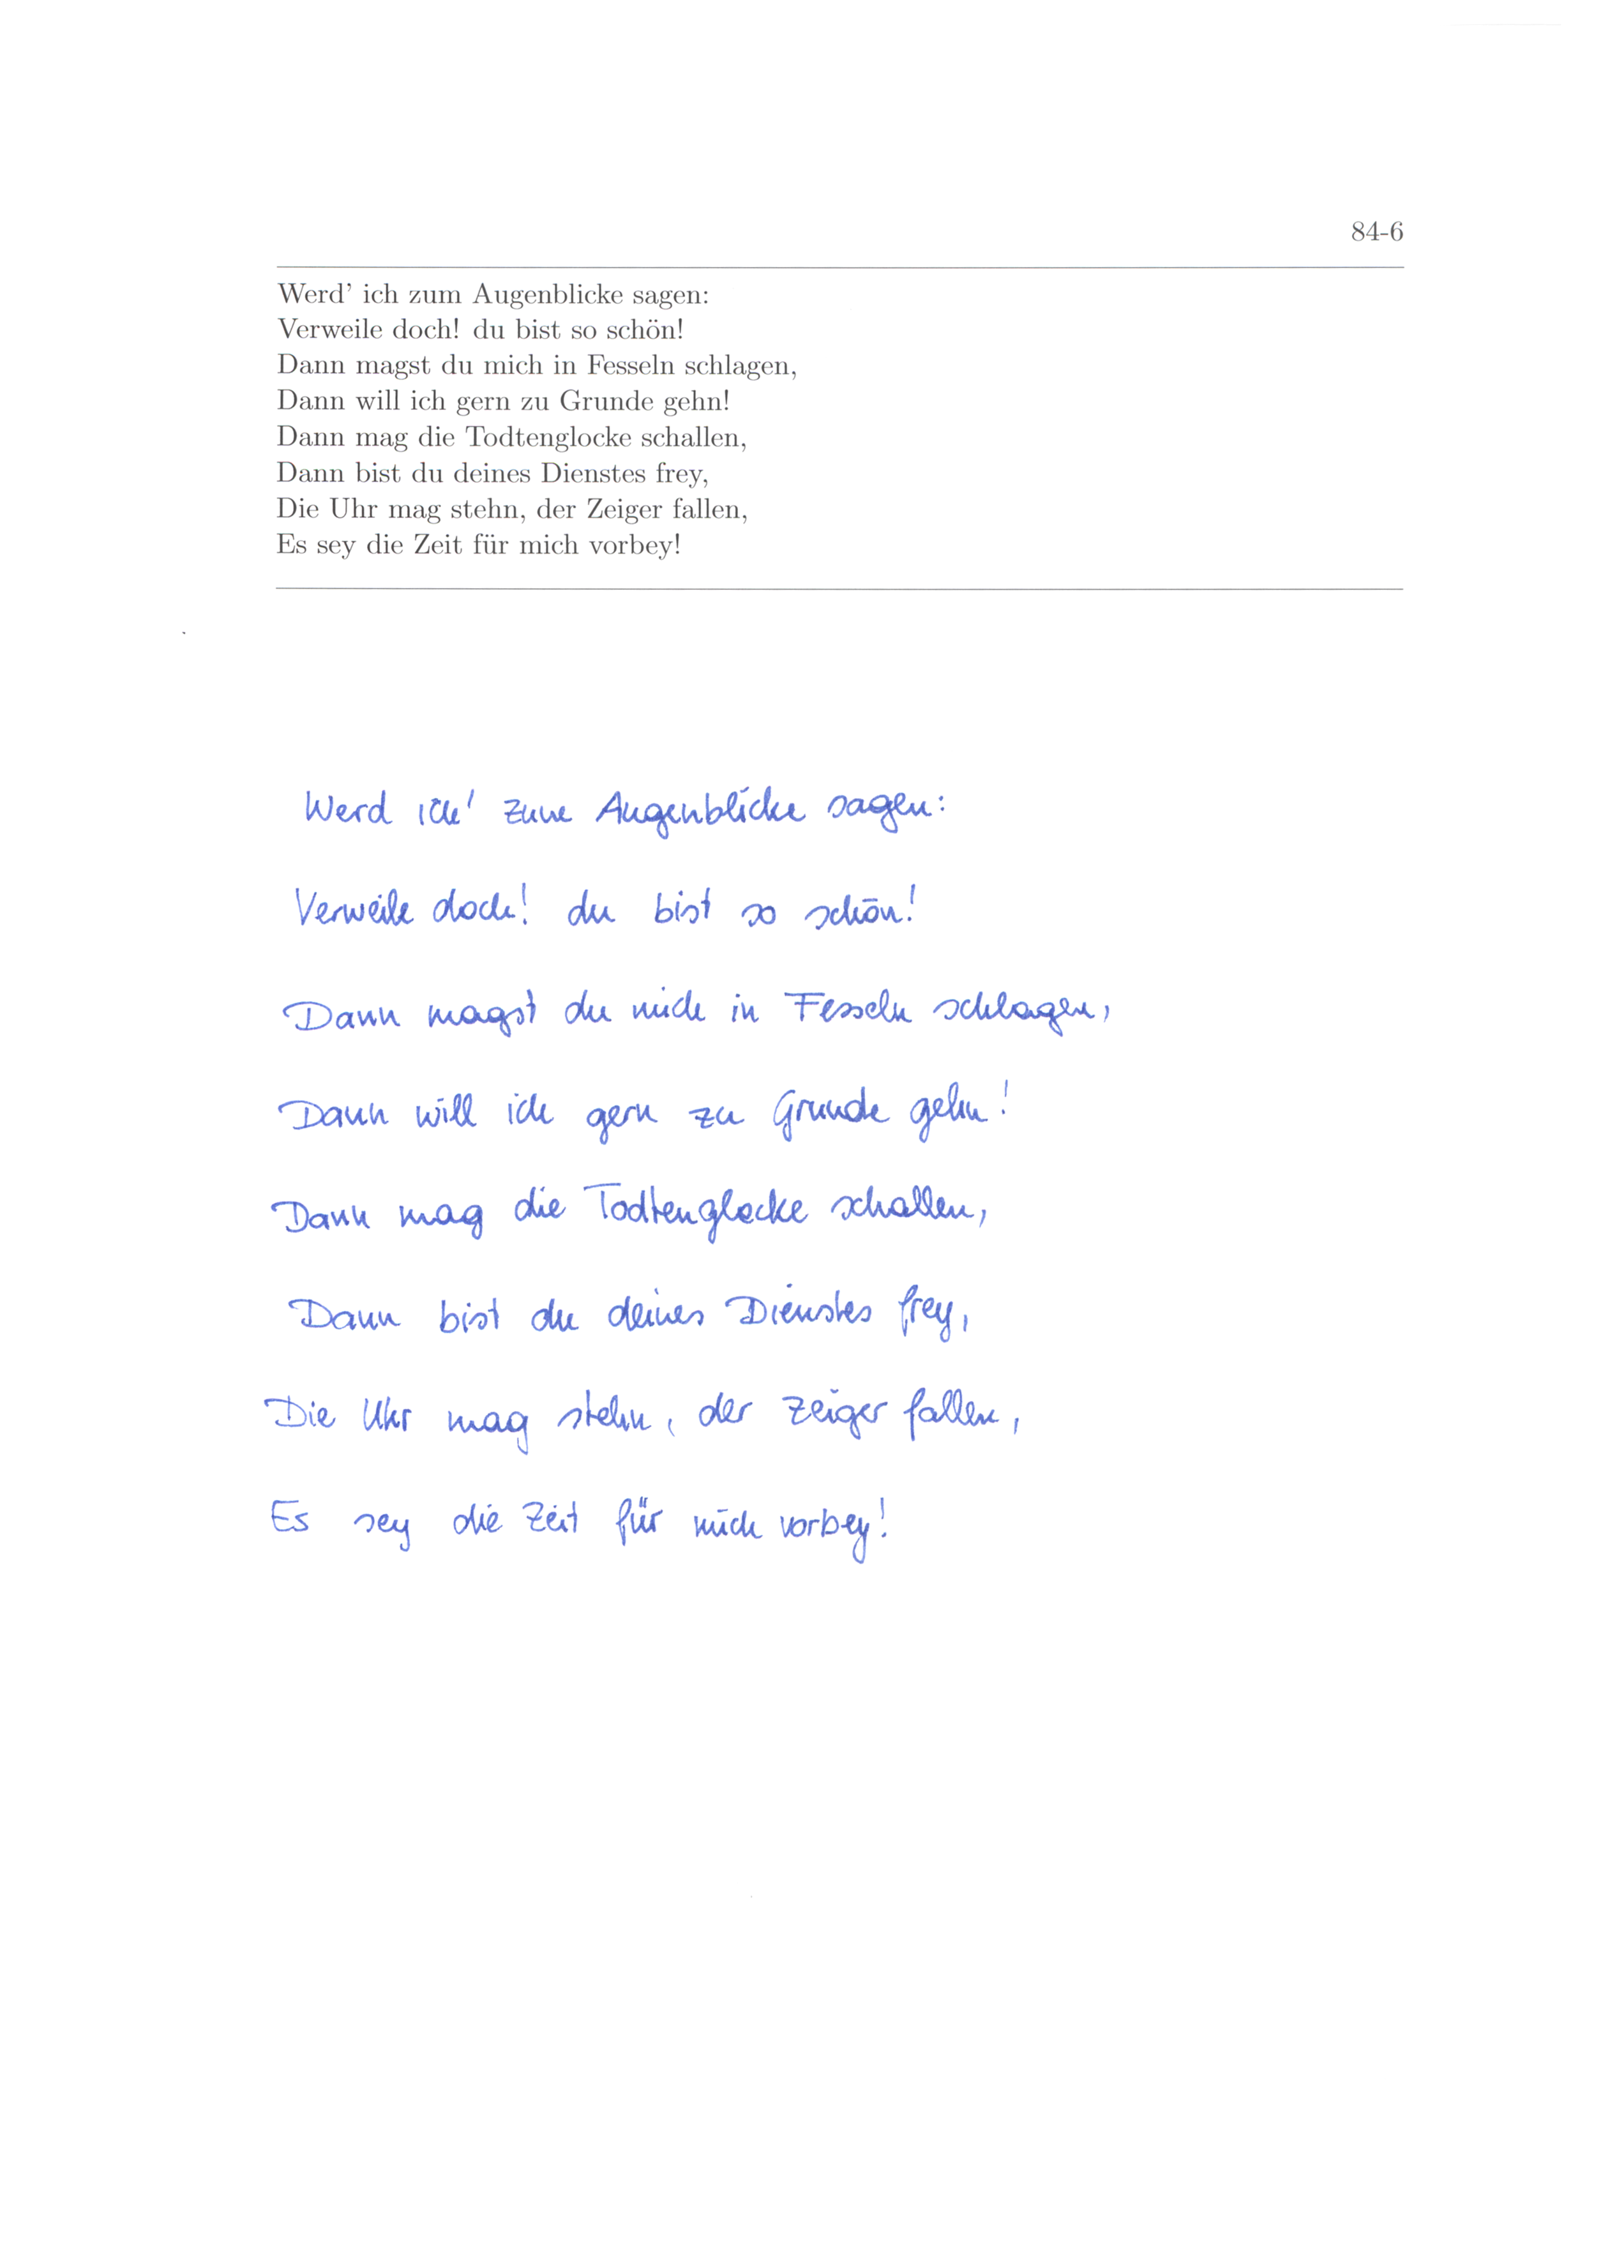 84-6
Werd' ich zum Augenblicke sagen:
Verweile doch! du bist so schön!
Dann magst du mich in Fesseln schlagen,
Dann will ich gern zu Grunde gehn!
Dann mag die Todtenglocke schallen,
Dann bist du deines Dienstes frey,
Die Uhr mag stehn, der Zeiger fallen,
Es sey die Zeit für mich vorbey!
Werd ich' zum Augenblicke sagen:
Verweile doch! du bist so schön!
Dann magst du mich in Fesseln schlagen,
Dann will ich gern zu Grunde gehn!
Dann mag die Todtenglocke schallen,
Dann bist du deines Dienstes frey,
Die Uhr mag stehn, der Zeiger fallen,
Es sey die Zeit für mich vorbey!